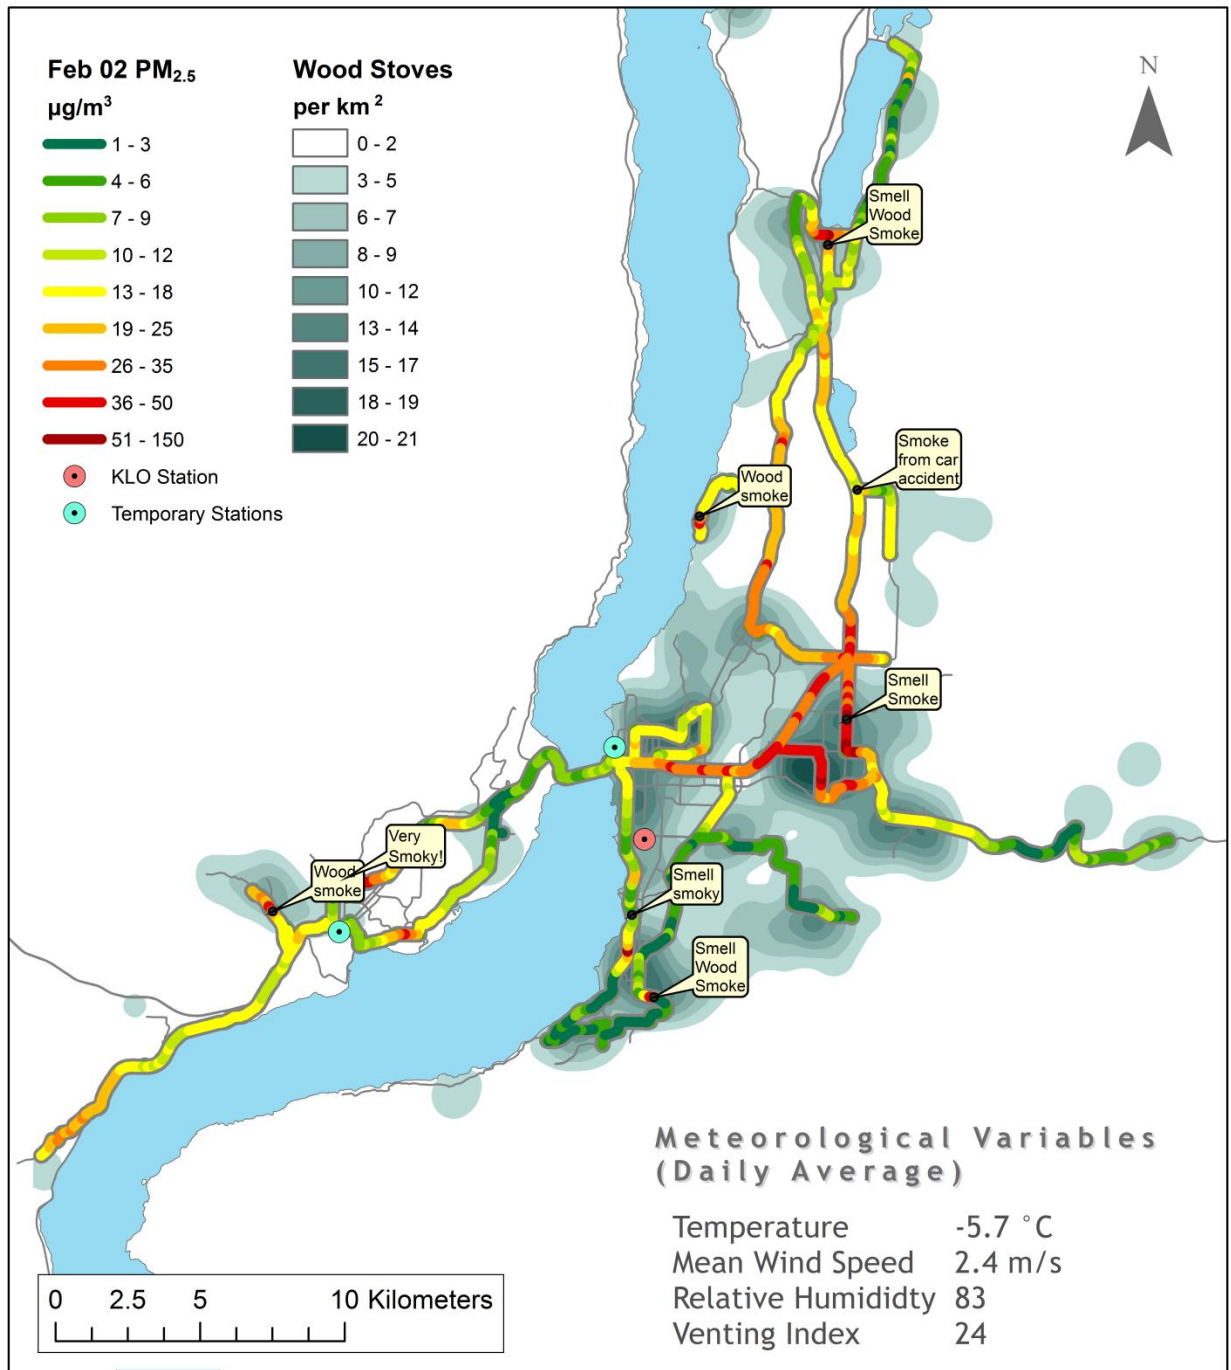 Feb 02 PM2.5
µg/m3
1 - 3
4 - 6
7 - 9
10 - 12
13 - 18
19 - 25
26 - 35
36 - 50
51 - 150
KLO Station
Temporary Stations
Wood Stoves
per km 2
0 - 2
3 - 5
6 - 7
8 - 9
10 - 12
13 - 14
15 - 17
18 - 19
20 - 21
N
Smell
Wood
Smoke
Smoke
from car
accident
Wood
smoke
Smell
Smoke
Very
Smoky!
Wood
smoke
Smell
smoky
Smell
Wood
Smoke
Meteorological Variables
(Daily Average)
Temperature -5.7 °C
Mean Wind Speed 2.4 m/s
Relative Humididty 83
Venting Index 24
0 2.5 5 10 Kilometers